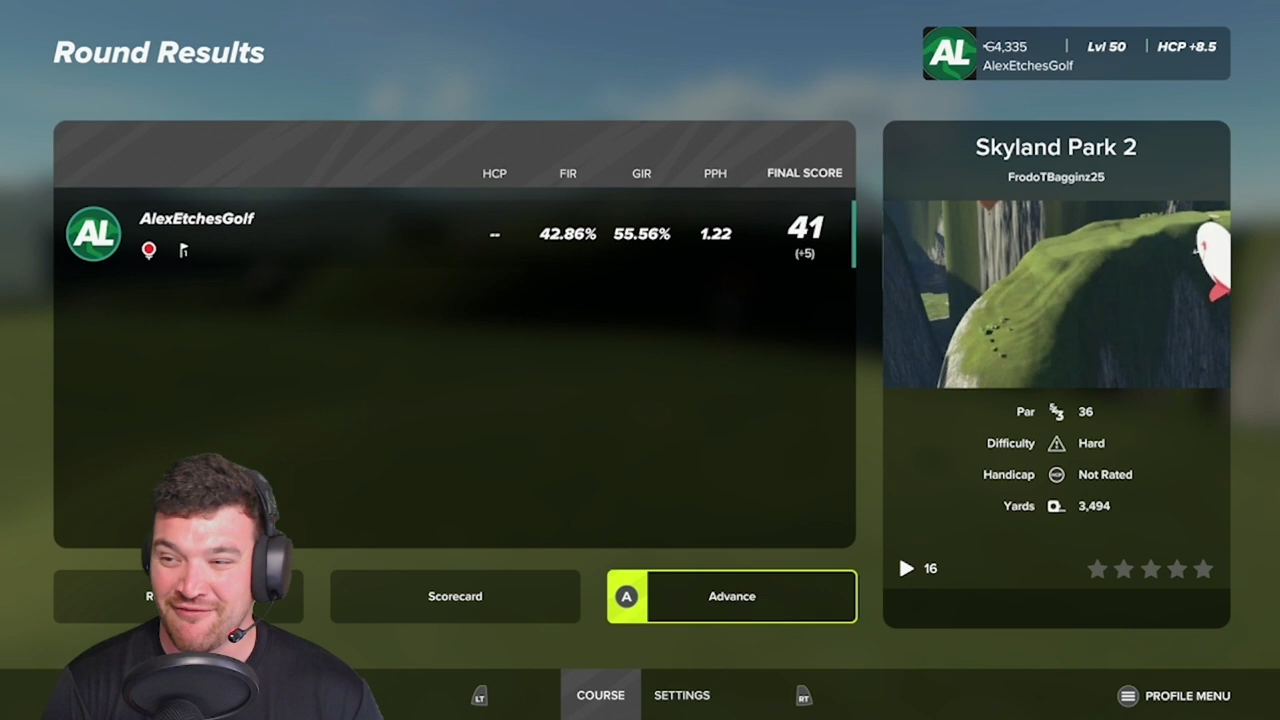 Round Results
AL
4,335 | Lvl 50 | HCP +8.5
AlexEtchesGolf
HCP FIR GIR PPH FINAL SCORE
AL
AlexEtchesGolf
-- 42.86% 55.56% 1.22 41
(+5)
Skyland Park 2
FrodoTBagginz25
Par 36
Difficulty Hard
Handicap HCP Not Rated
Yards 3,494
16
Scorecard
A Advance
LT COURSE SETTINGS RT
PROFILE MENU